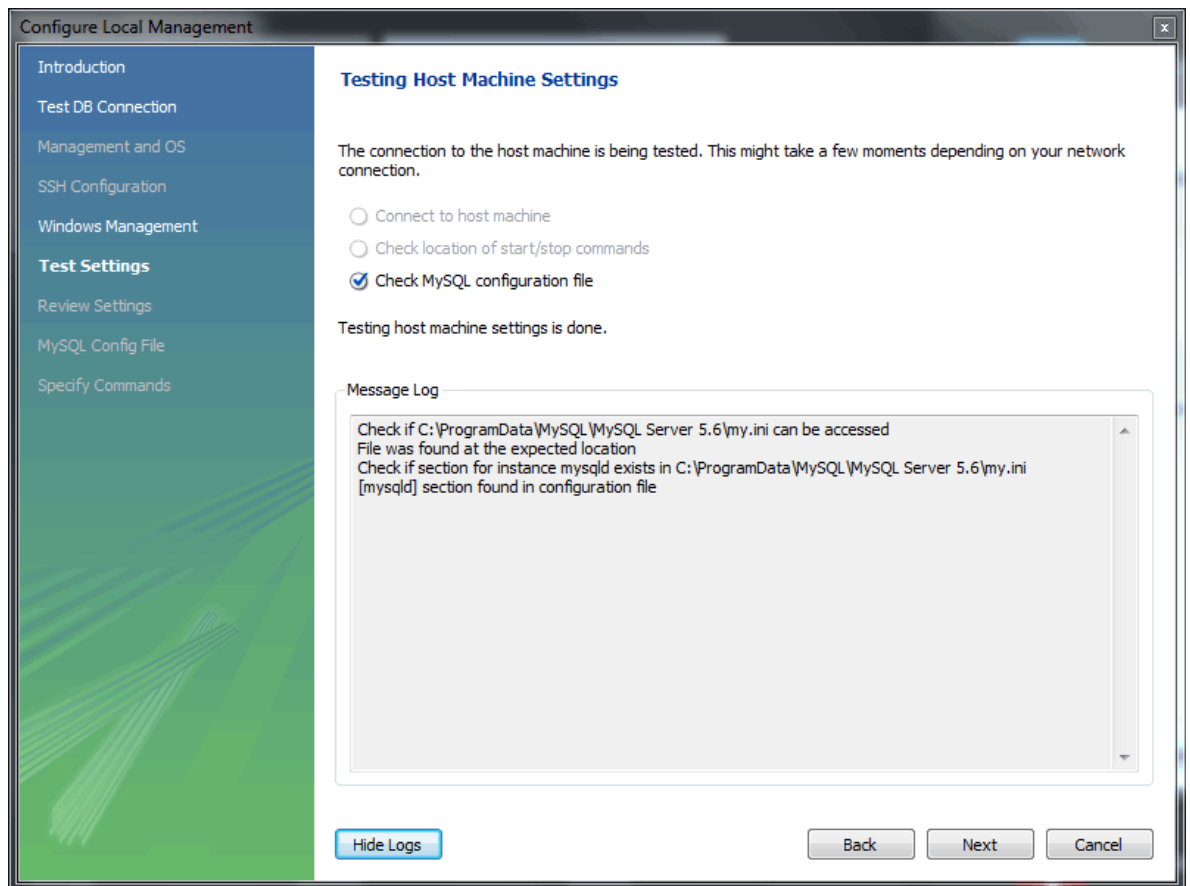 Configure Local Management
x
Introduction
Test DB Connection
Management and OS
SSH Configuration
Windows Management
Test Settings
Review Settings
MySQL Config File
Specify Commands
Testing Host Machine Settings
The connection to the host machine is being tested. This might take a few moments depending on your network
connection.
Connect to host machine
Check location of start/stop commands
Check MySQL configuration file
Testing host machine settings is done.
Message Log
Check if C:\ProgramData\MySQL\MySQL Server 5.6\my.ini can be accessed
File was found at the expected location
Check if section for instance mysqld exists in C:\ProgramData\MySQL\MySQL Server 5.6\my.ini
[mysqld] section found in configuration file
Hide Logs
Back
Next
Cancel